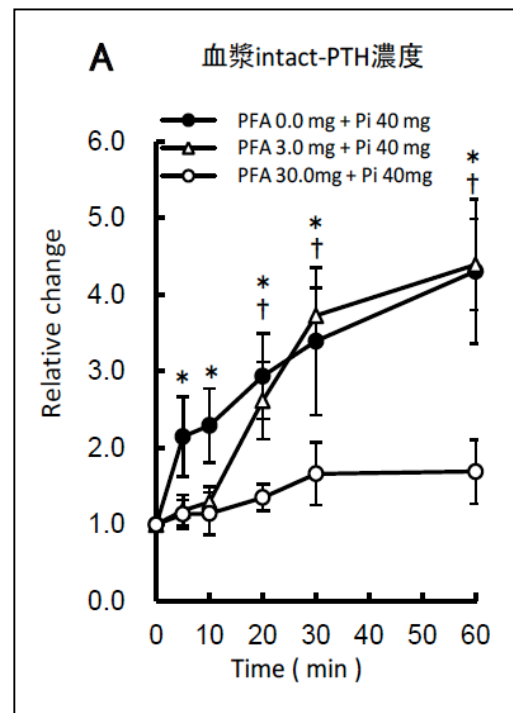 A 血漿intact-PTH濃度
PFA 0.0 mg + Pi 40 mg
PFA 3.0 mg + Pi 40 mg
PFA 30.0mg + Pi 40mg
6.0
5.0
4.0
3.0
2.0
1.0
0.0
Relative change
* * * † * † * †
0 10 20 30 40 50 60
Time ( min )